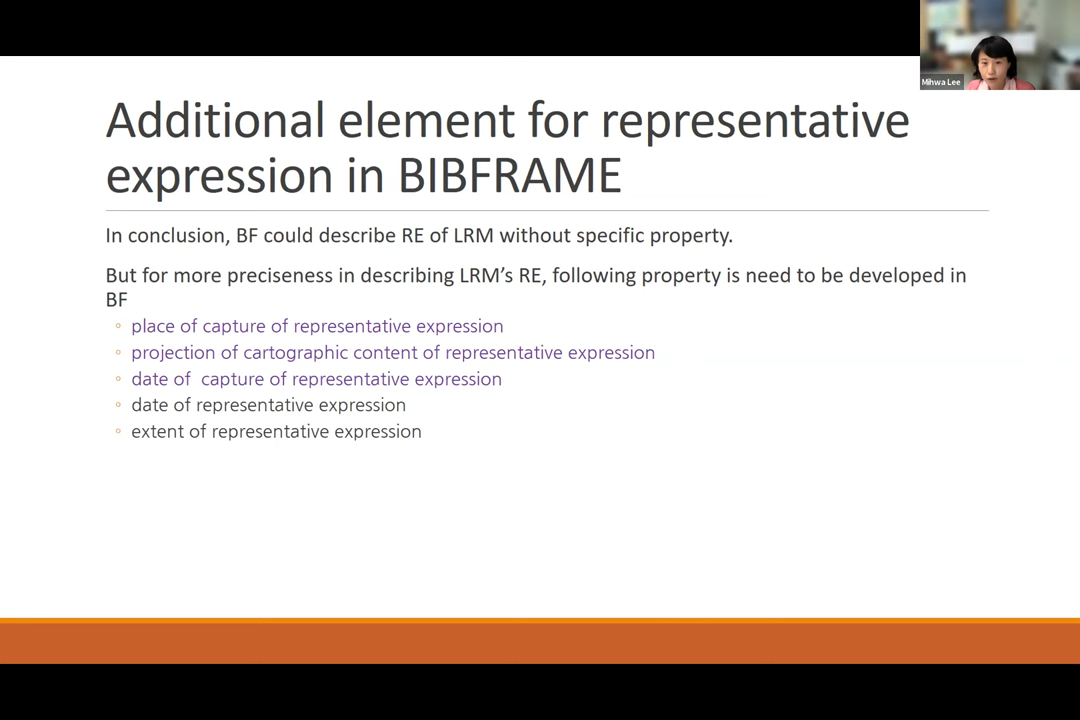 Mihwa Lee
Additional element for representative
expression in BIBFRAME
In conclusion, BF could describe RE of LRM without specific property.
But for more preciseness in describing LRM’s RE, following property is need to be developed in
BF
◦ place of capture of representative expression
◦ projection of cartographic content of representative expression
◦ date of  capture of representative expression
◦ date of representative expression
◦ extent of representative expression